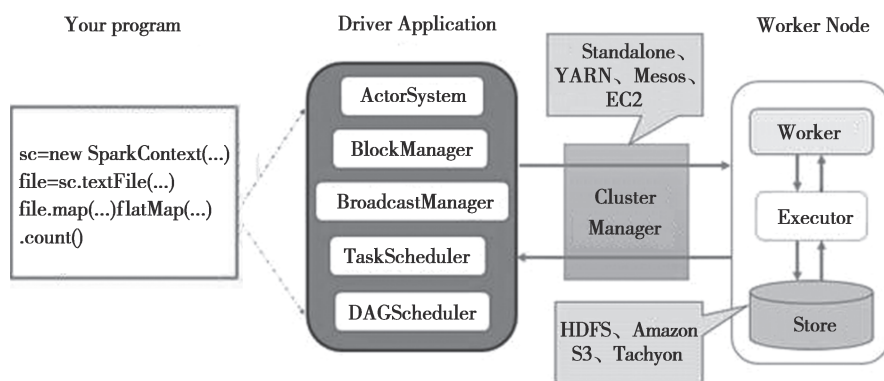 Your program
Driver Application
Worker Node
sc=new SparkContext(...)
file=sc.textFile(...)
file.map(...)flatMap(...)
.count()
ActorSystem
BlockManager
BroadcastManager
TaskScheduler
DAGScheduler
Standalone、
YARN、Mesos、
EC2
Cluster
Manager
HDFS、Amazon
S3、Tachyon
Worker
Executor
Store